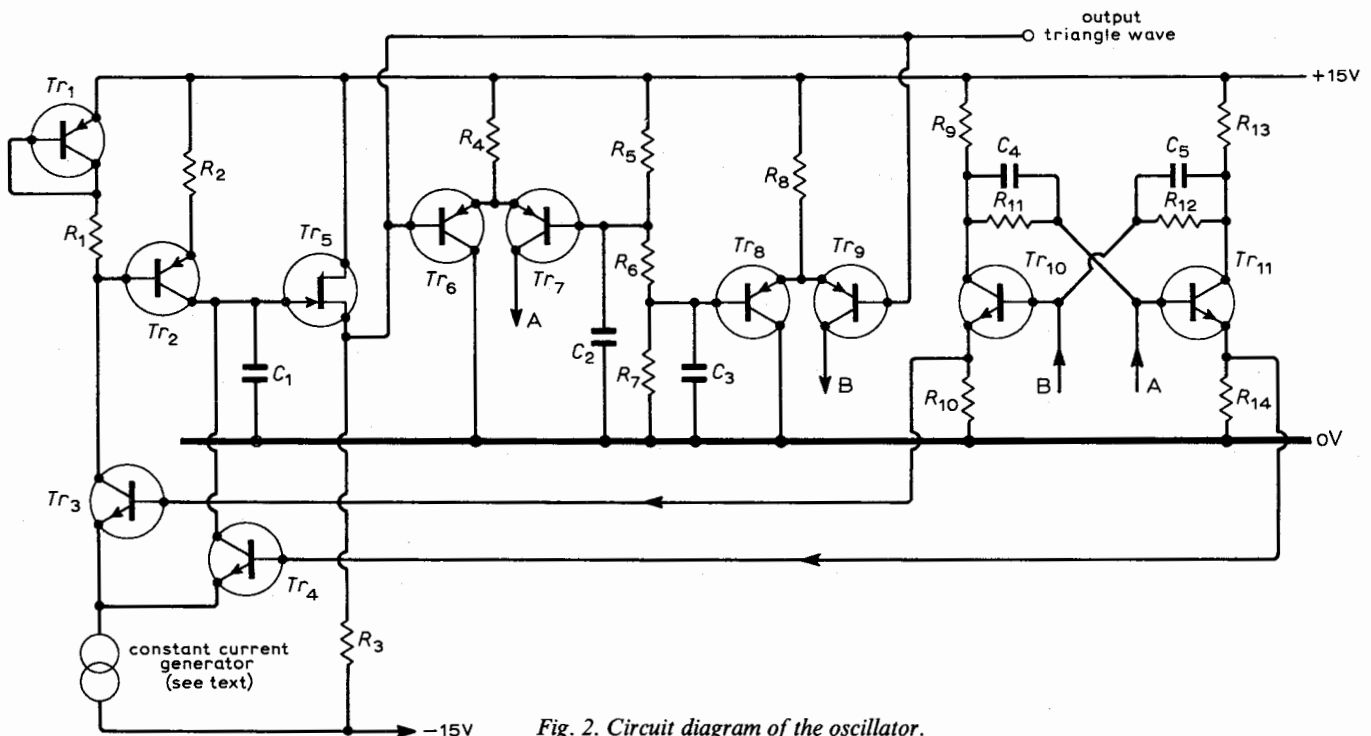 output
triangle wave
+15V
Tr1
R4
R5
R9
R13
C4
C5
R2
R8
R11
R12
R1
Tr5
Tr8
Tr9
Tr10
Tr11
R6
Tr6
Tr7
Tr2
A
C2
C1
R7
C3
B
B
A
R10
R14
0V
Tr3
Tr4
constant current
generator
(see text)
R3
−15V
Fig. 2. Circuit diagram of the oscillator.